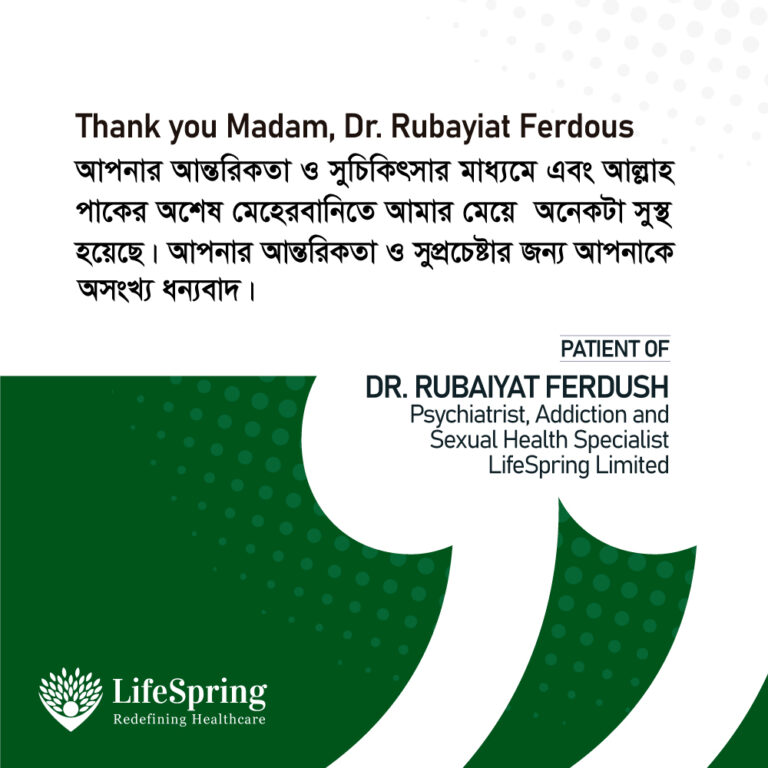 Thank you Madam, Dr. Rubayiat Ferdous
আপনার আন্তরিকতা ও সুচিকিৎসার মাধ্যমে এবং আল্লাহ
পাকের অশেষ মেহেরবানিতে আমার মেয়ে অনেকটা সুস্থ
হয়েছে। আপনার আন্তরিকতা ও সুপ্রচেষ্টার জন্য আপনাকে
অসংখ্য ধন্যবাদ।
PATIENT OF
DR. RUBAIYAT FERDUSH
Psychiatrist, Addiction and
Sexual Health Specialist
LifeSpring Limited
LifeSpring
Redefining Healthcare